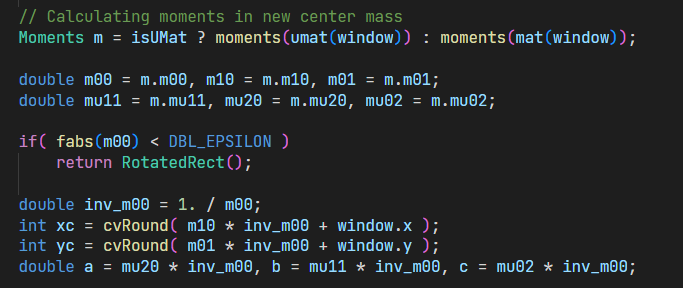 // Calculating moments in new center mass
Moments m = isUMat ? moments(umat(window)) : moments(mat(window));
double m00 = m.m00, m10 = m.m10, m01 = m.m01;
double mu11 = m.mu11, mu20 = m.mu20, mu02 = m.mu02;
if( fabs(m00) < DBL_EPSILON )
return RotatedRect();
double inv_m00 = 1. / m00;
int xc = cvRound( m10 * inv_m00 + window.x );
int yc = cvRound( m01 * inv_m00 + window.y );
double a = mu20 * inv_m00, b = mu11 * inv_m00, c = mu02 * inv_m00;